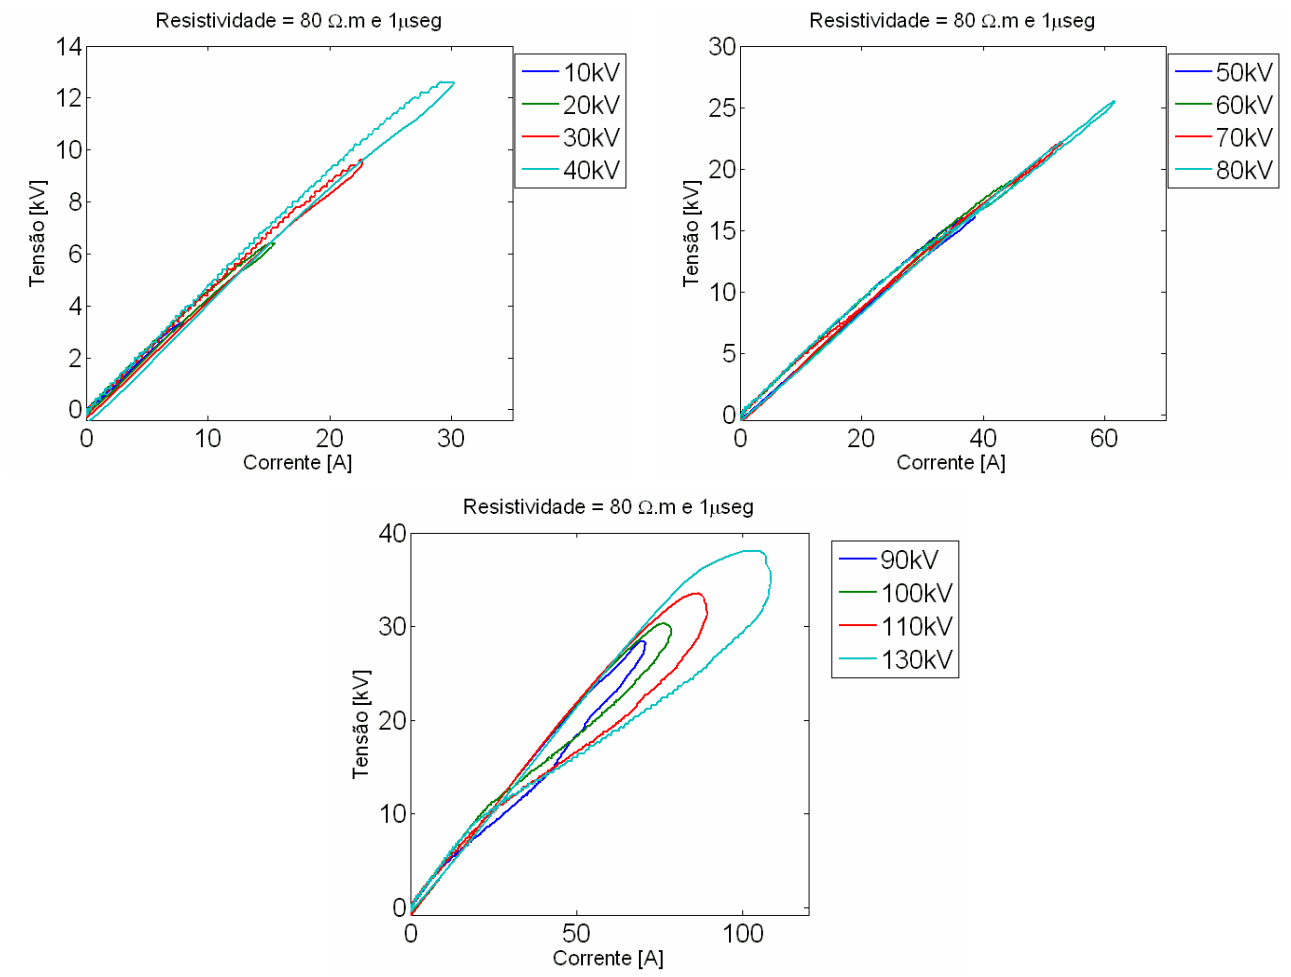 Resistividade = 80 Ω.m e 1μseg
14
12
10
8
6
4
2
0
Tensão [kV]
0 10 20 30
Corrente [A]
10kV
20kV
30kV
40kV
Resistividade = 80 Ω.m e 1μseg
30
25
20
15
10
5
0
Tensão [kV]
0 20 40 60
Corrente [A]
50kV
60kV
70kV
80kV
Resistividade = 80 Ω.m e 1μseg
40
30
20
10
0
Tensão [kV]
0 50 100
Corrente [A]
90kV
100kV
110kV
130kV